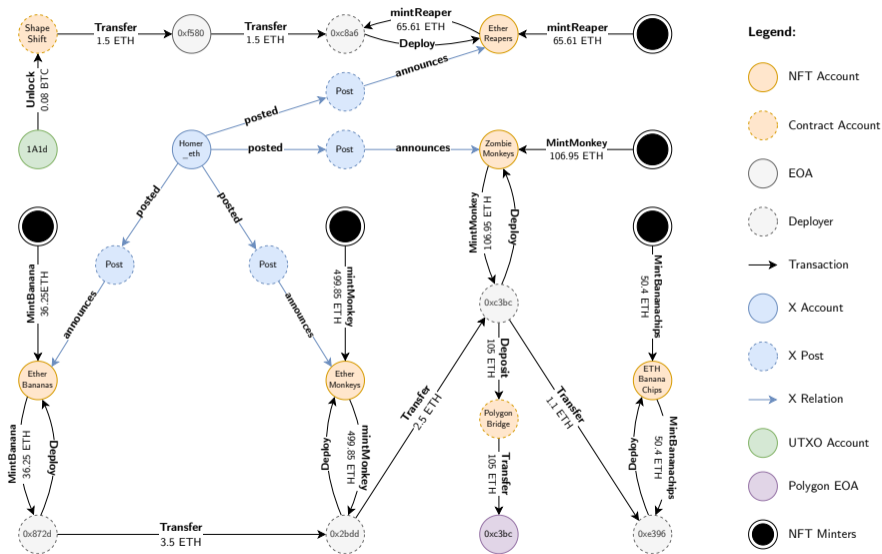 Shape
Shift
Transfer
1.5 ETH
0xf580
Transfer
1.5 ETH
0xc8a6
mintReaper
65.61 ETH
Deploy
Ether
Reapers
mintReaper
65.61 ETH
Unlock
0.08 BTC
1A1d
Post
posted
announces
Homer
_eth
posted
Post
announces
Zombie
Monkeys
MintMonkey
106.95 ETH
posted
Post
announces
posted
Post
announces
MintBanana
36.25ETH
mintMonkey
499.85 ETH
MintMonkey
106.95 ETH
Deploy
0xc3bc
MintBananachips
50.4 ETH
Ether
Bananas
Ether
Monkeys
Transfer
2.5 ETH
Deposit
105 ETH
Polygon
Bridge
Transfer
1.1 ETH
ETH
Banana
Chips
MintBanana
36.25 ETH
Deploy
Deploy
mintMonkey
499.85 ETH
Transfer
105 ETH
Deploy
MintBananachips
50.4 ETH
0x872d
Transfer
3.5 ETH
0x2bdd
0xc3bc
0xe396
Legend:
NFT Account
Contract Account
EOA
Deployer
Transaction
X Account
X Post
X Relation
UTXO Account
Polygon EOA
NFT Minters